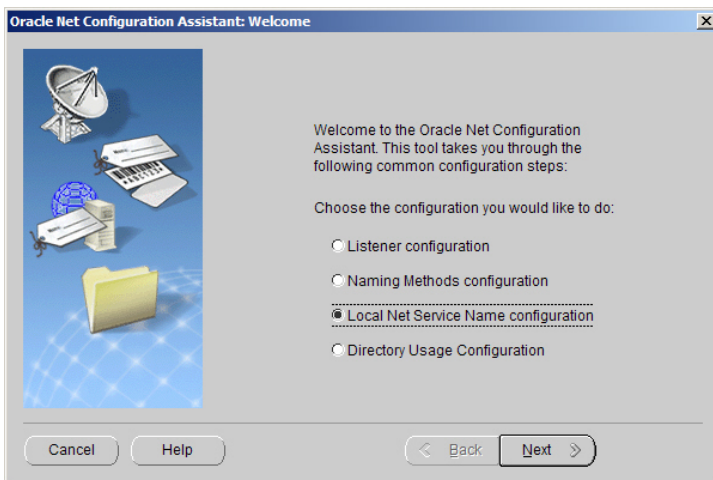 Oracle Net Configuration Assistant: Welcome
Welcome to the Oracle Net Configuration
Assistant. This tool takes you through the
following common configuration steps:
Choose the configuration you would like to do:
Listener configuration
Naming Methods configuration
Local Net Service Name configuration
Directory Usage Configuration
Cancel
Help
Back
Next